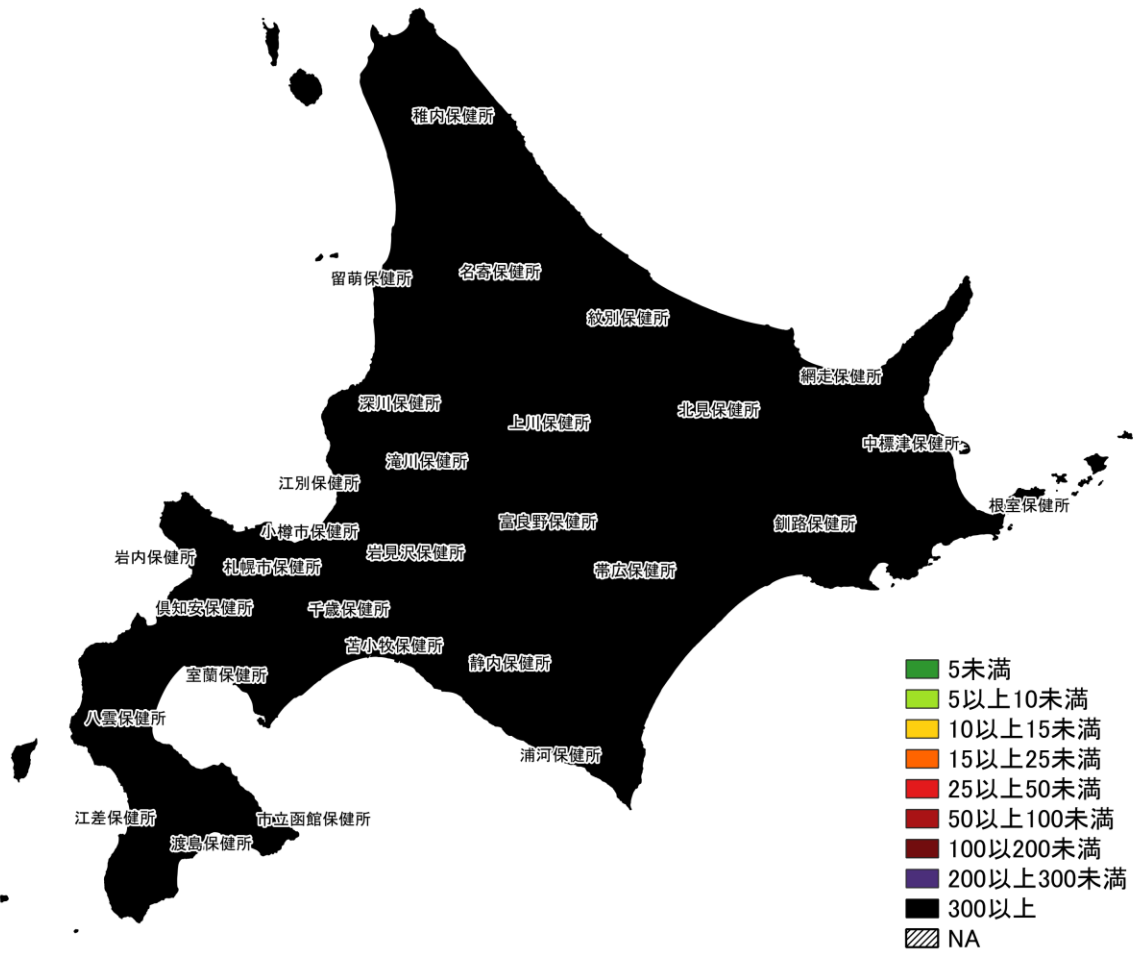 稚内保健所
留萌保健所
名寄保健所
紋別保健所
網走保健所
深川保健所
上川保健所
北見保健所
中標津保健所
滝川保健所
江別保健所
根室保健所
小樽市保健所
富良野保健所
釧路保健所
岩内保健所
札幌市保健所
岩見沢保健所
帯広保健所
倶知安保健所
千歳保健所
苫小牧保健所
静内保健所
室蘭保健所
八雲保健所
浦河保健所
江差保健所
市立函館保健所
渡島保健所
5未満
5以上10未満
10以上15未満
15以上25未満
25以上50未満
50以上100未満
100以200未満
200以上300未満
300以上
NA